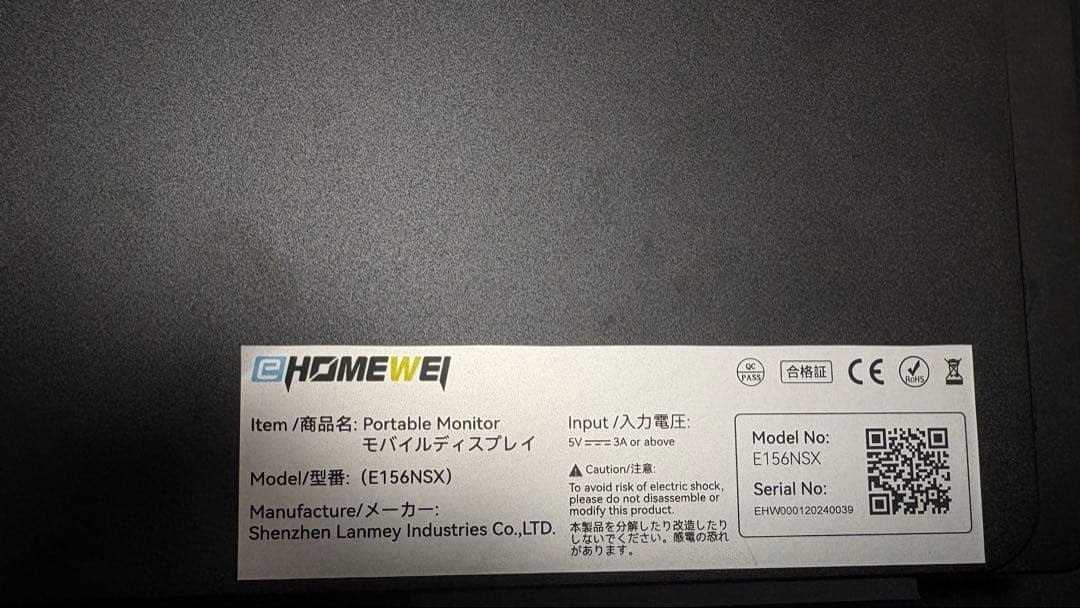 eHOMEWEI
QC
PASS
合格証
CE
RoHS
Item /商品名: Portable Monitor
モバイルディスプレイ
Model/型番:（E156NSX）
Manufacture/メーカー:
Shenzhen Lanmey Industries Co.,LTD.
Input /入力電圧:
5V⎓3A or above
Caution/注意:
To avoid risk of electric shock,
please do not disassemble or
modify this product.
本製品を分解したり改造したり
しないでください。感電の恐れ
があります。
Model No:
E156NSX
Serial No:
EHW000120240039